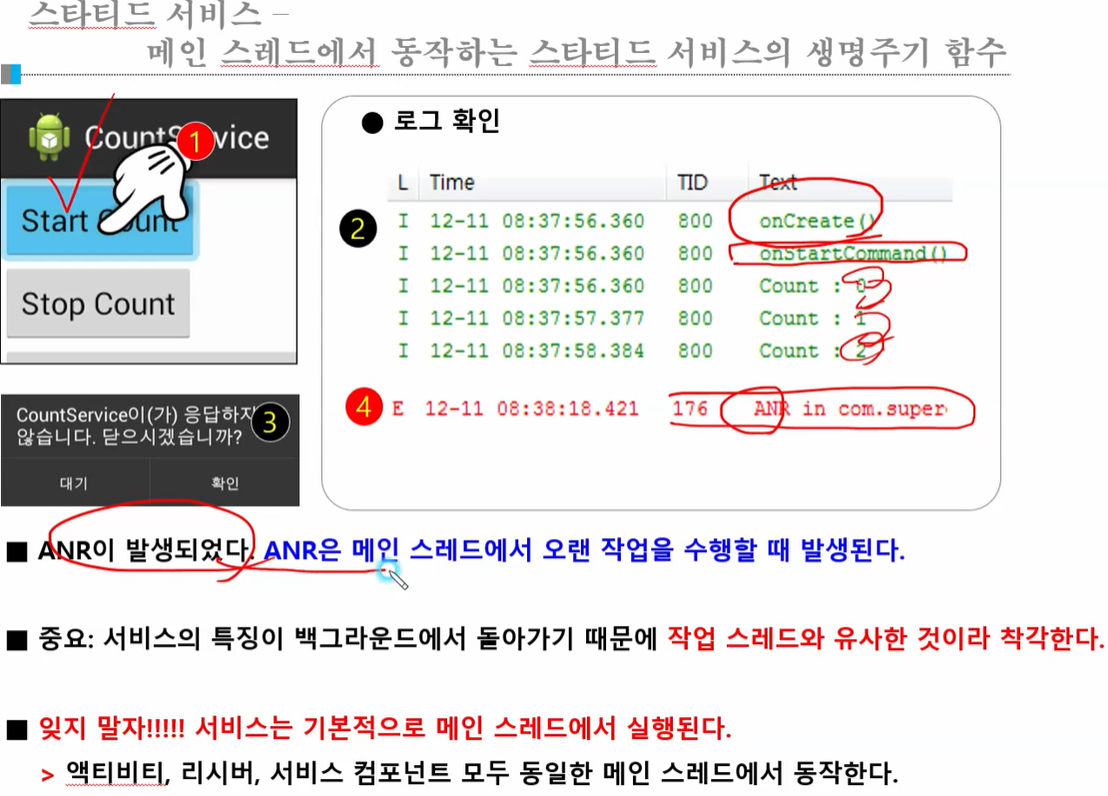 스타티드 서비스 –
메인 스레드에서 동작하는 스타티드 서비스의 생명주기 함수
CountService
1
Start Count
Stop Count
CountService이(가) 응답하지
않습니다. 닫으시겠습니까?
3
대기 확인
● 로그 확인
L Time TID Text
2
I 12-11 08:37:56.360 800 onCreate()
I 12-11 08:37:56.360 800 onStartCommand()
I 12-11 08:37:56.360 800 Count : 0
I 12-11 08:37:57.377 800 Count : 1
I 12-11 08:37:58.384 800 Count : 2
4 E 12-11 08:38:18.421 176 ANR in com.super
■ ANR이 발생되었다. ANR은 메인 스레드에서 오랜 작업을 수행할 때 발생된다.
■ 중요: 서비스의 특징이 백그라운드에서 돌아가기 때문에 작업 스레드와 유사한 것이라 착각한다.
■ 잊지 말자!!!!! 서비스는 기본적으로 메인 스레드에서 실행된다.
> 액티비티, 리시버, 서비스 컴포넌트 모두 동일한 메인 스레드에서 동작한다.